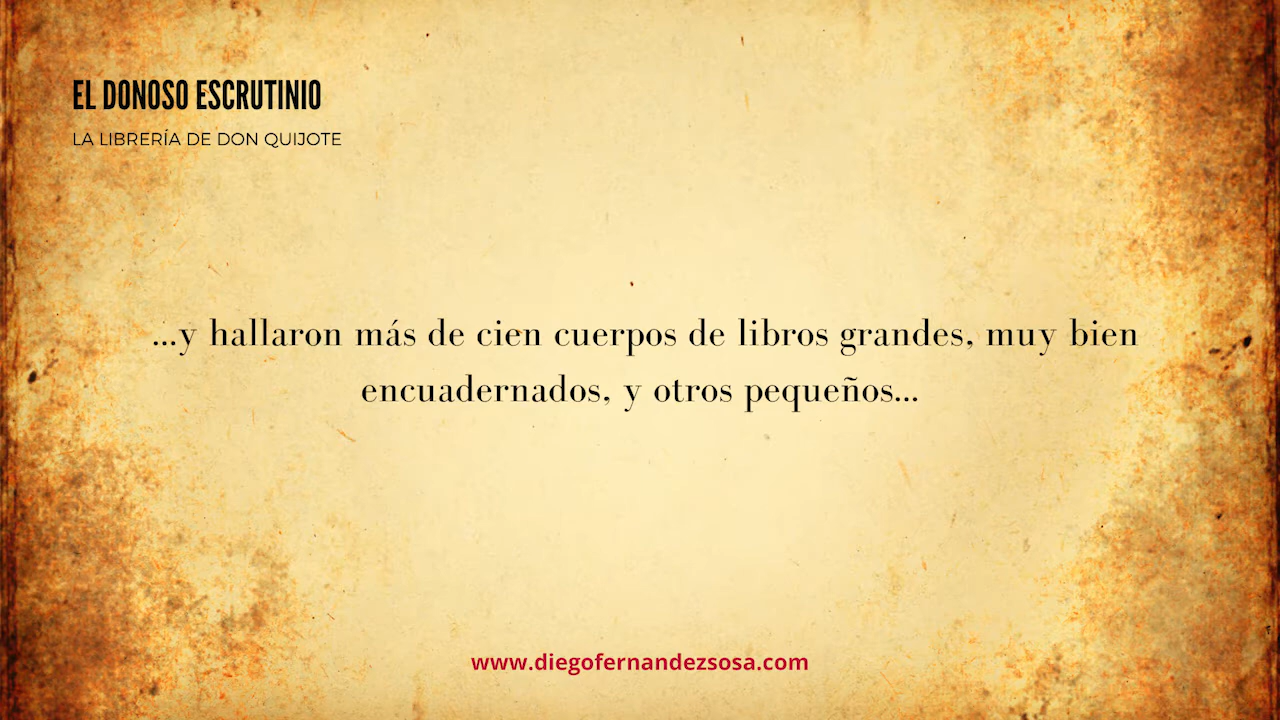 EL DONOSO ESCRUTINIO
LA LIBRERÍA DE DON QUIJOTE
...y hallaron más de cien cuerpos de libros grandes, muy bien
encuadernados, y otros pequeños...
www.diegofernandezsosa.com